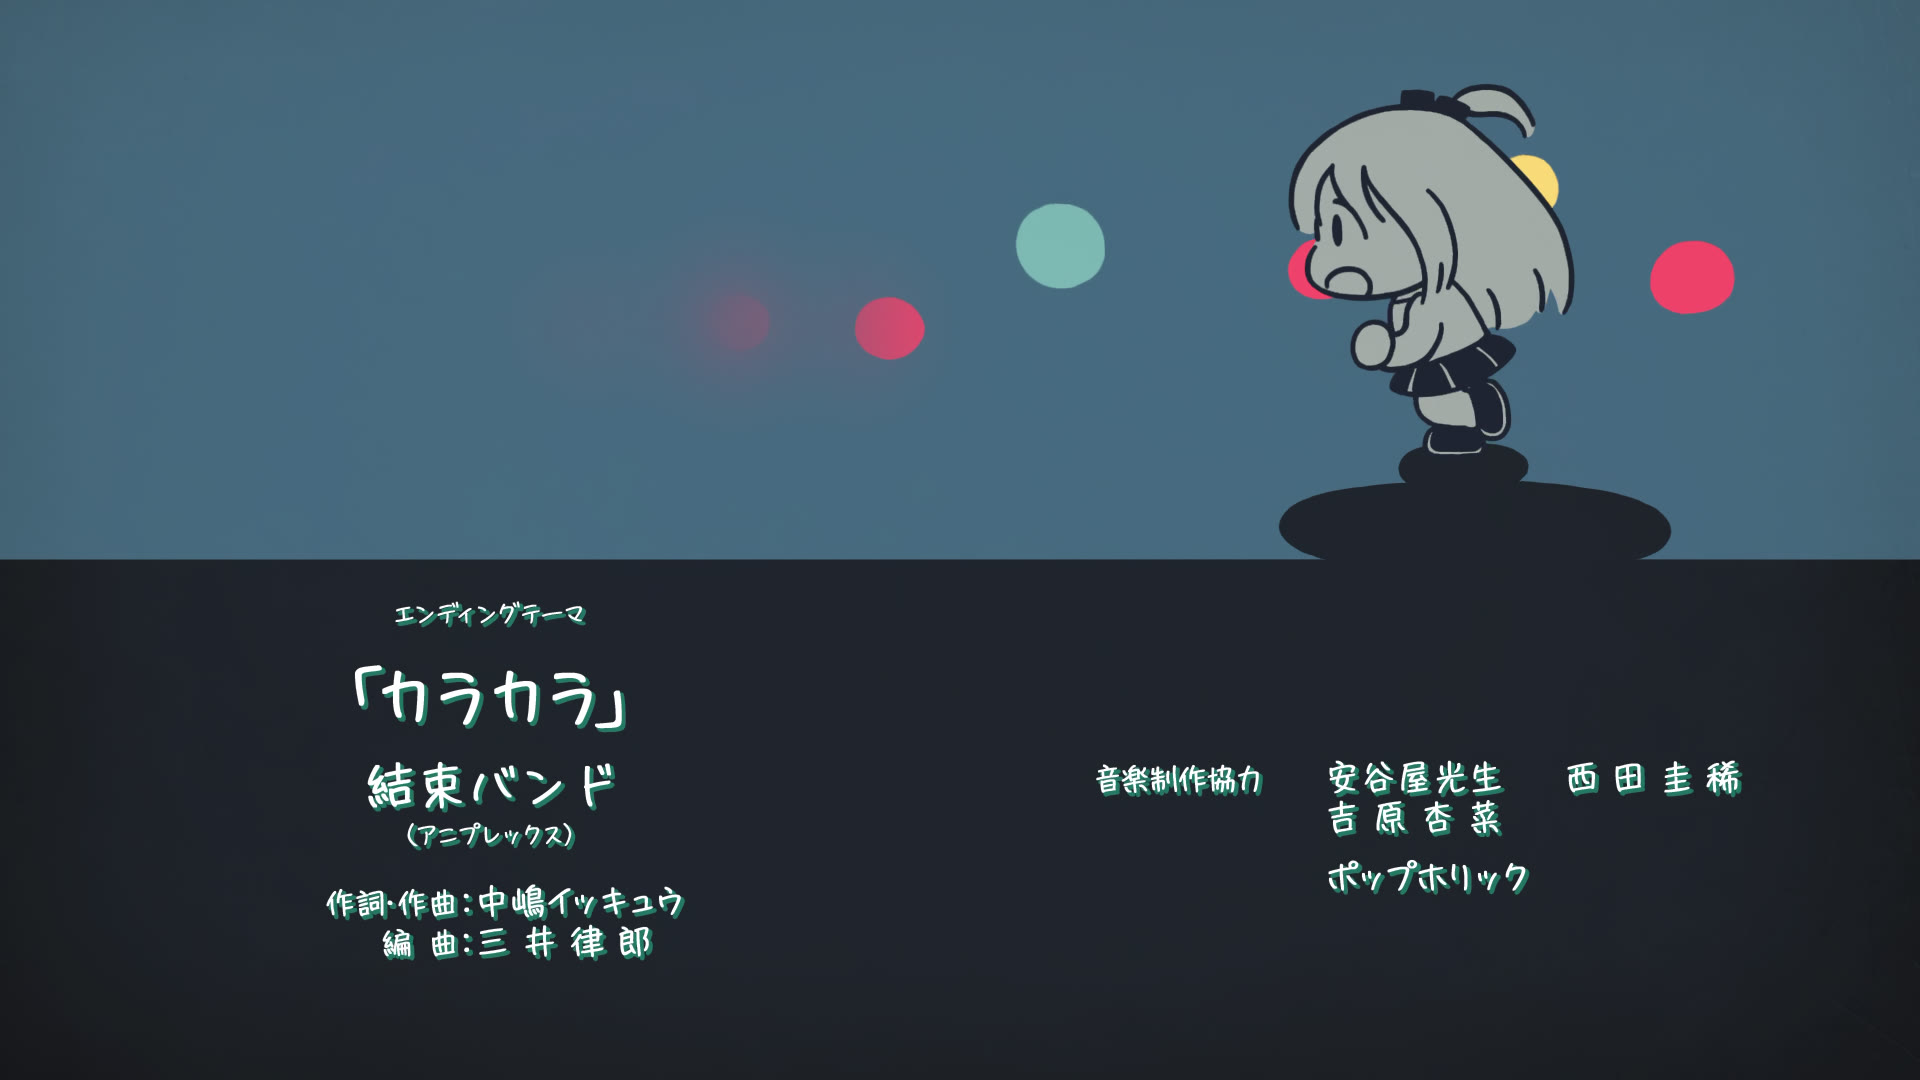 エンディングテーマ
「カラカラ」
結束バンド
(アニプレックス)
作詞・作曲:中嶋イッキュウ
編曲:三井律郎
音楽制作協力 安谷屋光生 西田圭稀
吉原杏菜
ポップホリック